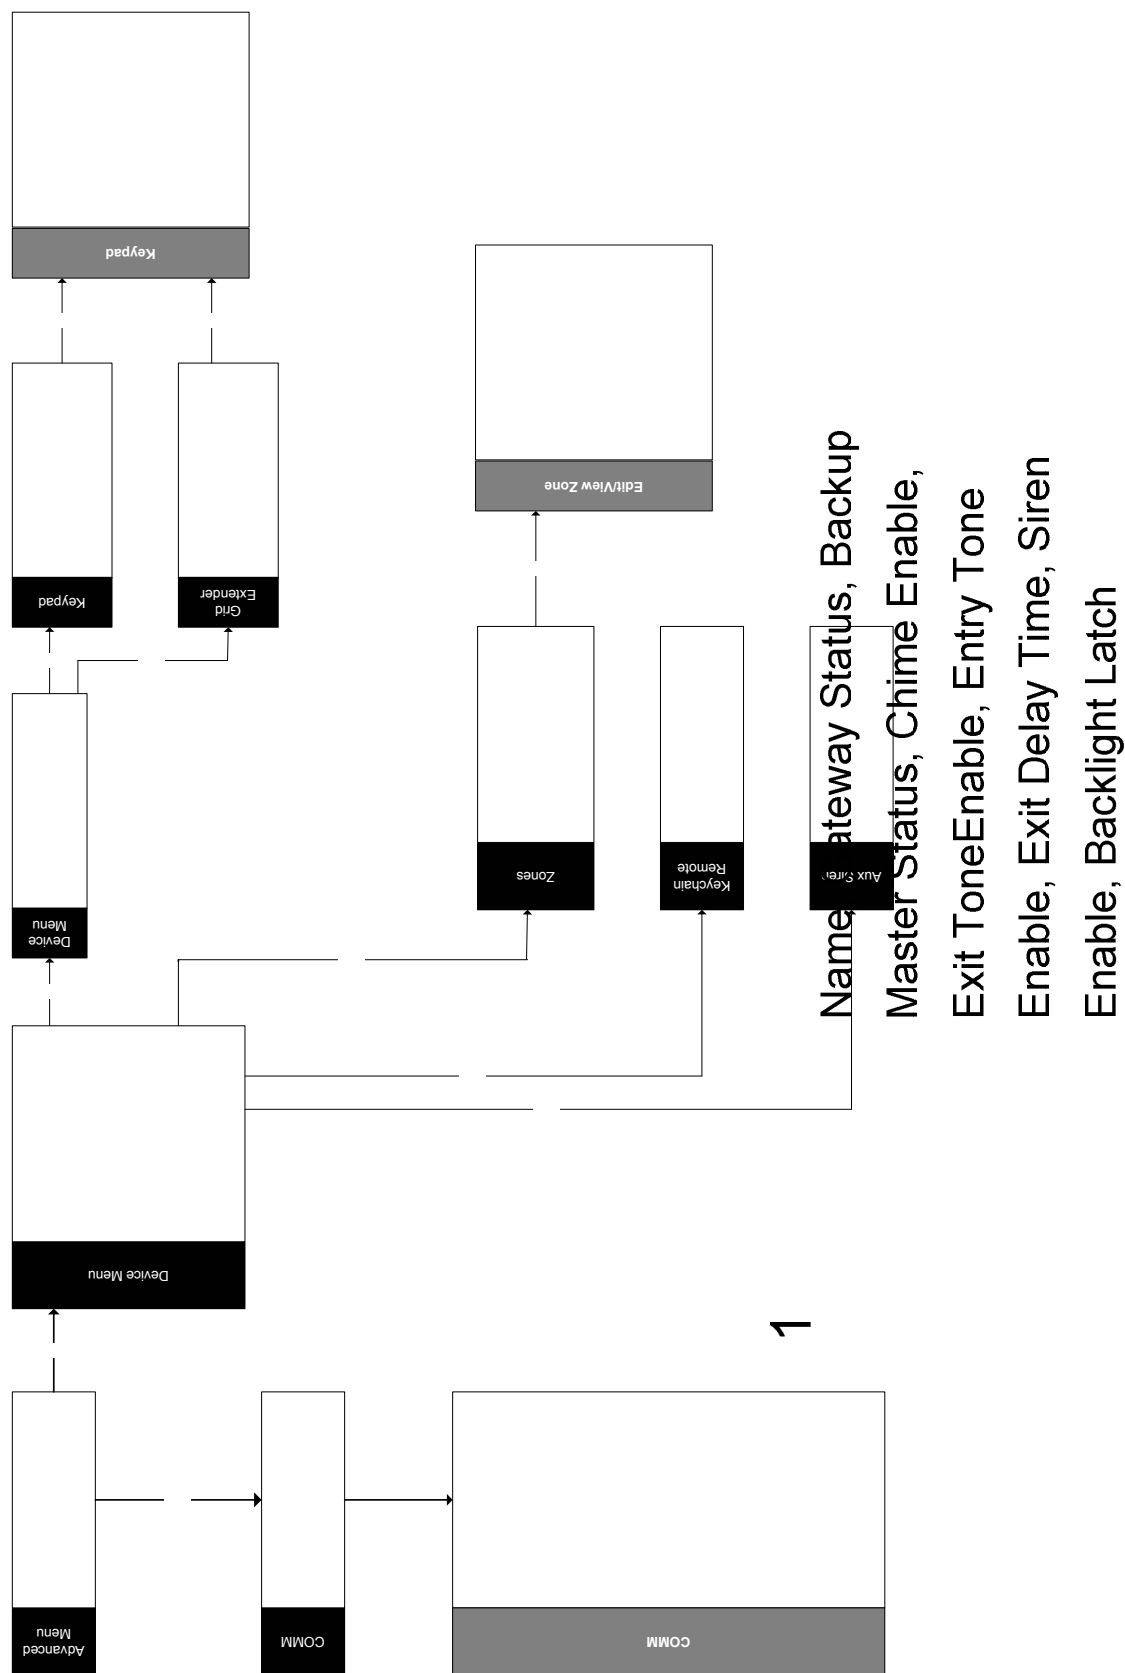 Keypad
Edit/View Zone
Keypad
Grid
Extender
Device
Menu
Zones
Keychain
Remote
Aux Siren
Device Menu
Advanced
Menu
COMM
COMM
1
Name, Gateway Status, Backup
Master Status, Chime Enable,
Exit ToneEnable, Entry Tone
Enable, Exit Delay Time, Siren
Enable, Backlight Latch